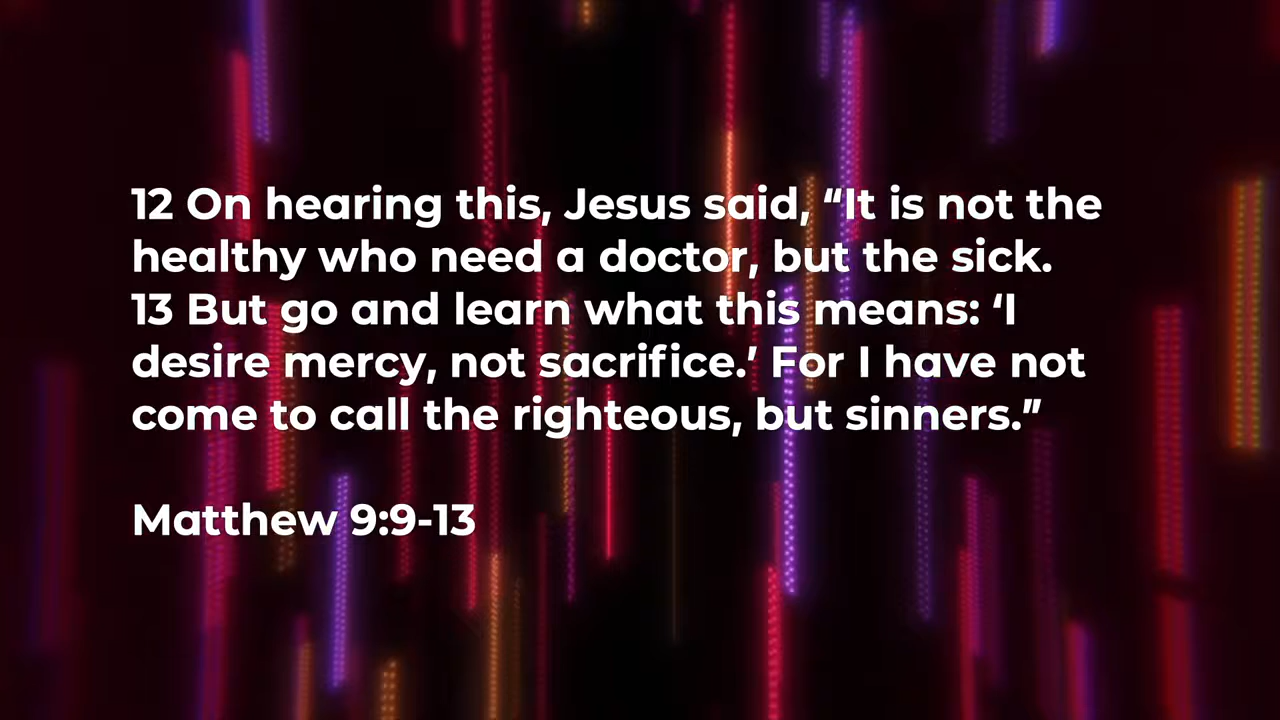 12 On hearing this, Jesus said, “It is not the
healthy who need a doctor, but the sick.
13 But go and learn what this means: ‘I
desire mercy, not sacrifice.’ For I have not
come to call the righteous, but sinners.”
Matthew 9:9-13